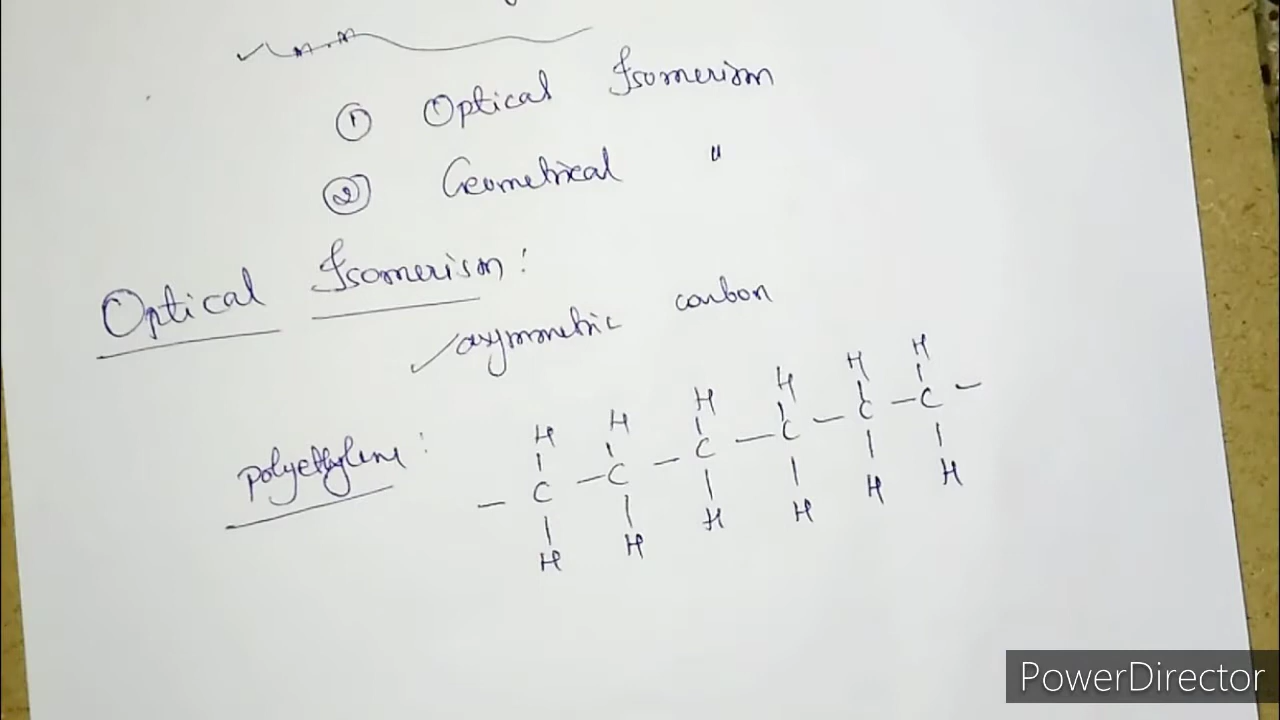 ① Optical Isomerism
② Geometrical "
Optical Isomerism:
✓asymmetric carbon
H H H H H H
polyethylene: - C - C - C - C - C - C -
H H H H H H
PowerDirector